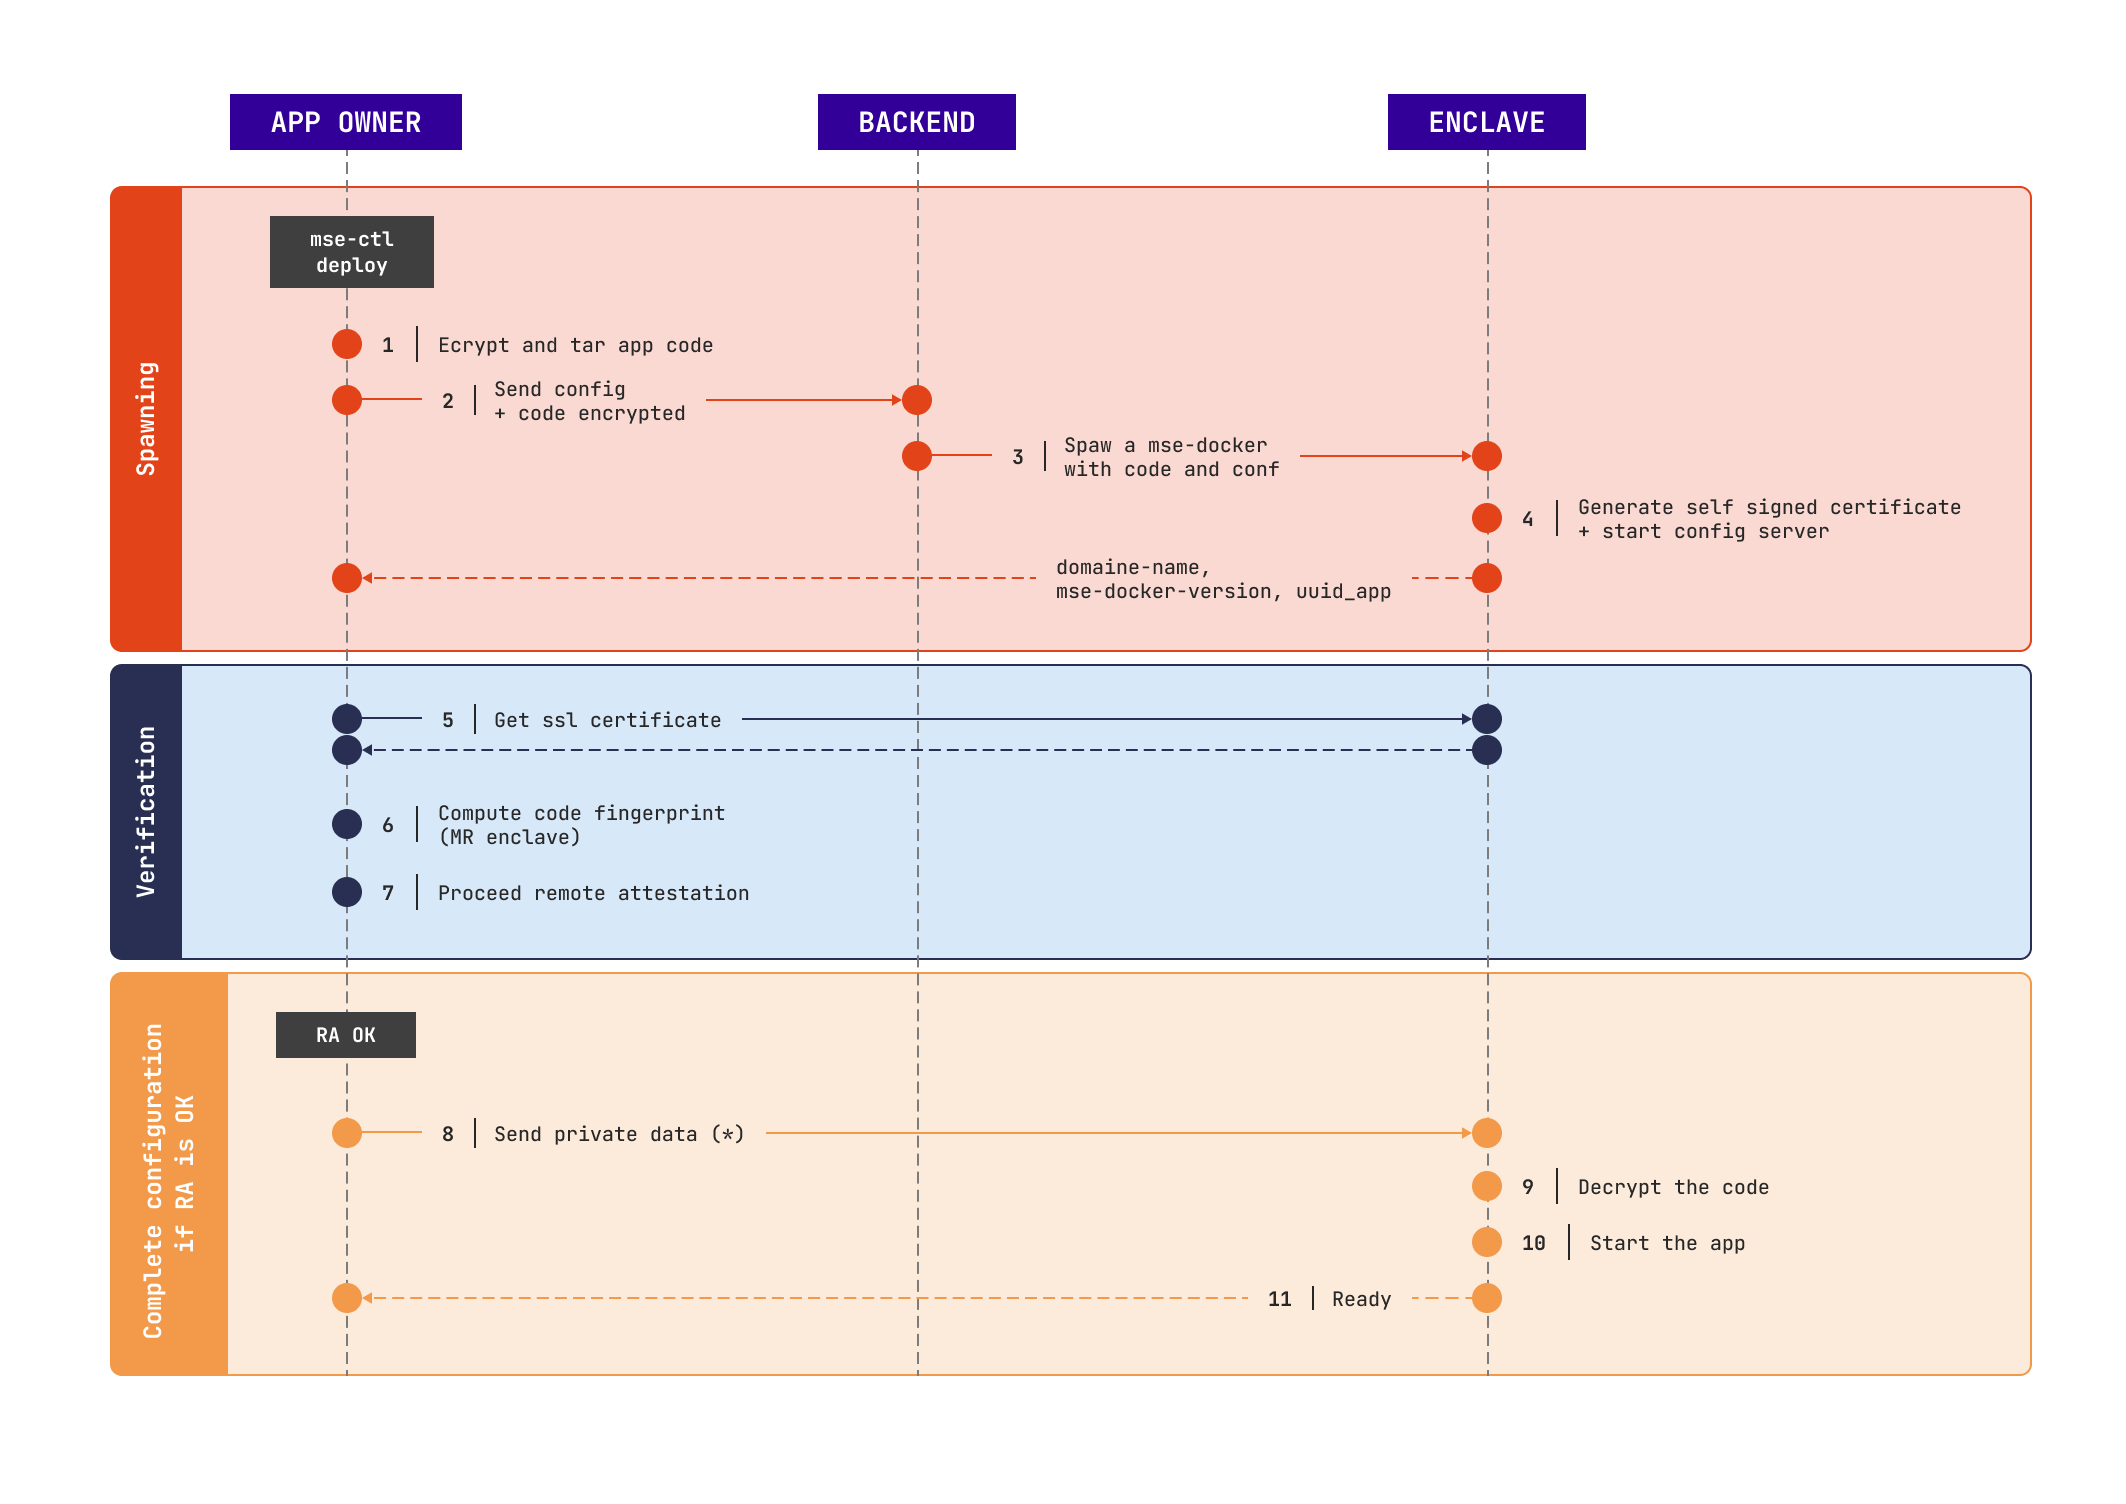 APP OWNER
BACKEND
ENCLAVE
Spawning
mse-ctl
deploy
1 Ecrypt and tar app code
2 Send config
+ code encrypted
3 Spaw a mse-docker
with code and conf
4 Generate self signed certificate
+ start config server
domaine-name,
mse-docker-version, uuid_app
Verification
5 Get ssl certificate
6 Compute code fingerprint
(MR enclave)
7 Proceed remote attestation
Complete configuration
if RA is OK
RA OK
8 Send private data (*)
9 Decrypt the code
10 Start the app
11 Ready